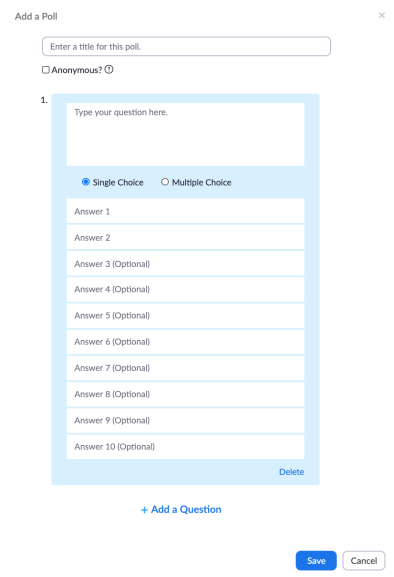 Add a Poll
Enter a title for this poll.
Anonymous?
1.
Type your question here.
Single Choice Multiple Choice
Answer 1
Answer 2
Answer 3 (Optional)
Answer 4 (Optional)
Answer 5 (Optional)
Answer 6 (Optional)
Answer 7 (Optional)
Answer 8 (Optional)
Answer 9 (Optional)
Answer 10 (Optional)
Delete
+ Add a Question
Save Cancel